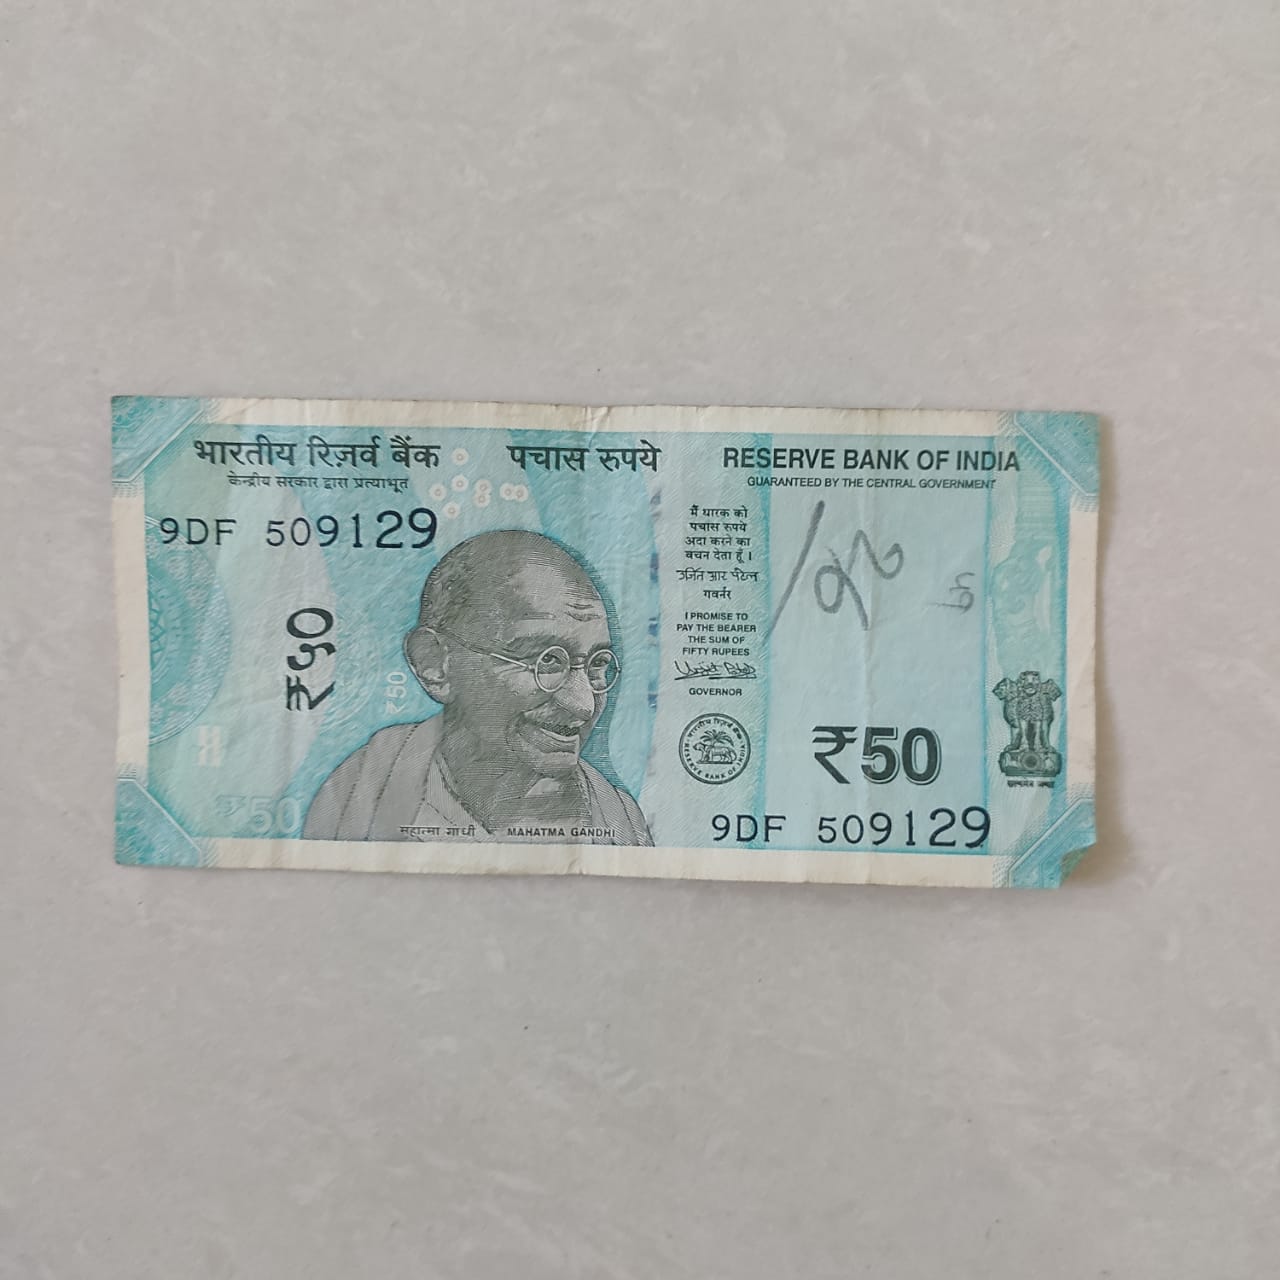 भारतीय रिज़र्व बैंक
केन्द्रीय सरकार द्वारा प्रत्याभूत
पचास रुपये
RESERVE BANK OF INDIA
GUARANTEED BY THE CENTRAL GOVERNMENT
9DF 509129
₹५०
₹50
₹50
महात्मा गांधी
MAHATMA GANDHI
मैं धारक को
पचास रुपये
अदा करने का
वचन देता हूँ ।
उर्जित आर पटेल
गवर्नर
I PROMISE TO
PAY THE BEARER
THE SUM OF
FIFTY RUPEES
GOVERNOR
भारतीय रिज़र्व बैंक
RESERVE BANK OF INDIA
₹50
9DF 509129
सत्यमेव जयते